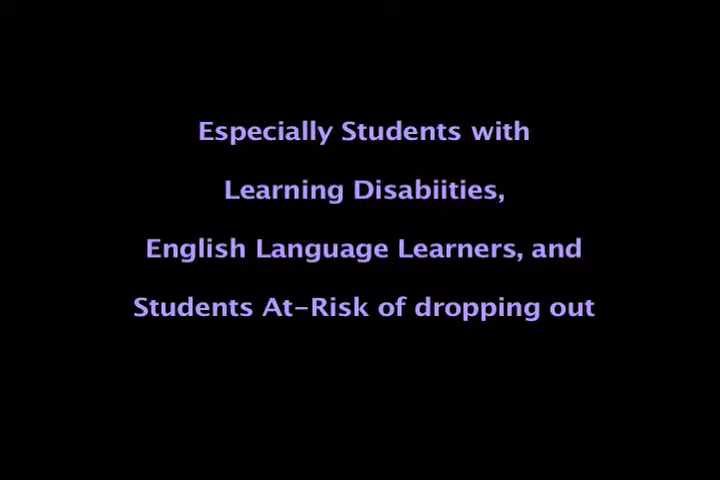 Especially Students with
Learning Disabiities,
English Language Learners, and
Students At-Risk of dropping out